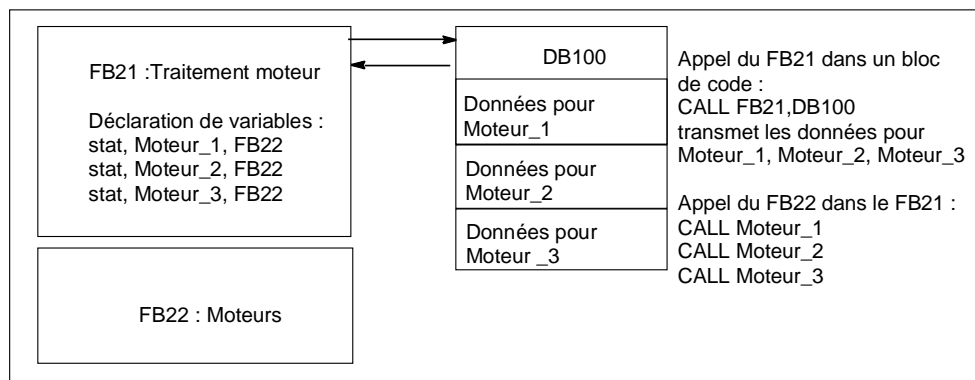 FB21 :Traitement moteur
Déclaration de variables :
stat, Moteur_1, FB22
stat, Moteur_2, FB22
stat, Moteur_3, FB22
FB22 : Moteurs
DB100
Données pour
Moteur_1
Données pour
Moteur_2
Données pour
Moteur _3
Appel du FB21 dans un bloc
de code :
CALL FB21,DB100
transmet les données pour
Moteur_1, Moteur_2, Moteur_3
Appel du FB22 dans le FB21 :
CALL Moteur_1
CALL Moteur_2
CALL Moteur_3